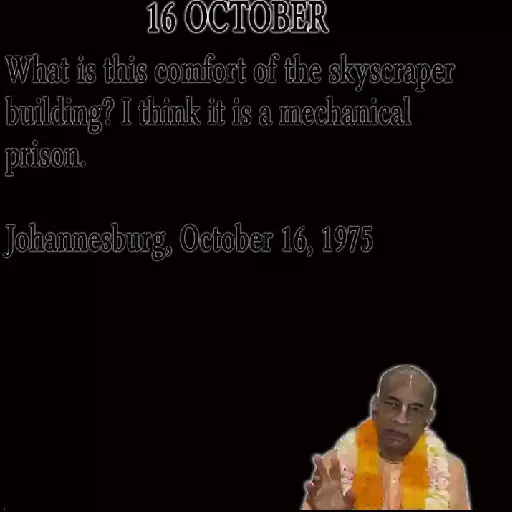 16 OCTOBER
What is this comfort of the skyscraper
building? I think it is a mechanical
prison.
Johannesburg, October 16, 1975